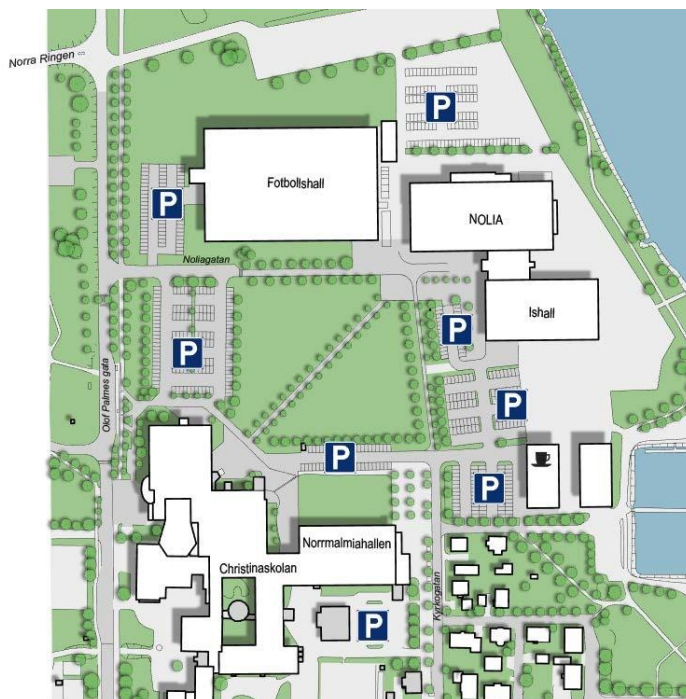 Norra Ringen
P
Fotbollshall
NOLIA
P
Noliagatan
Ishall
P
P
Olof Palmes gata
P
P
P
Norrmalmiahallen
Christinaskolan
Kyrkogatan
P